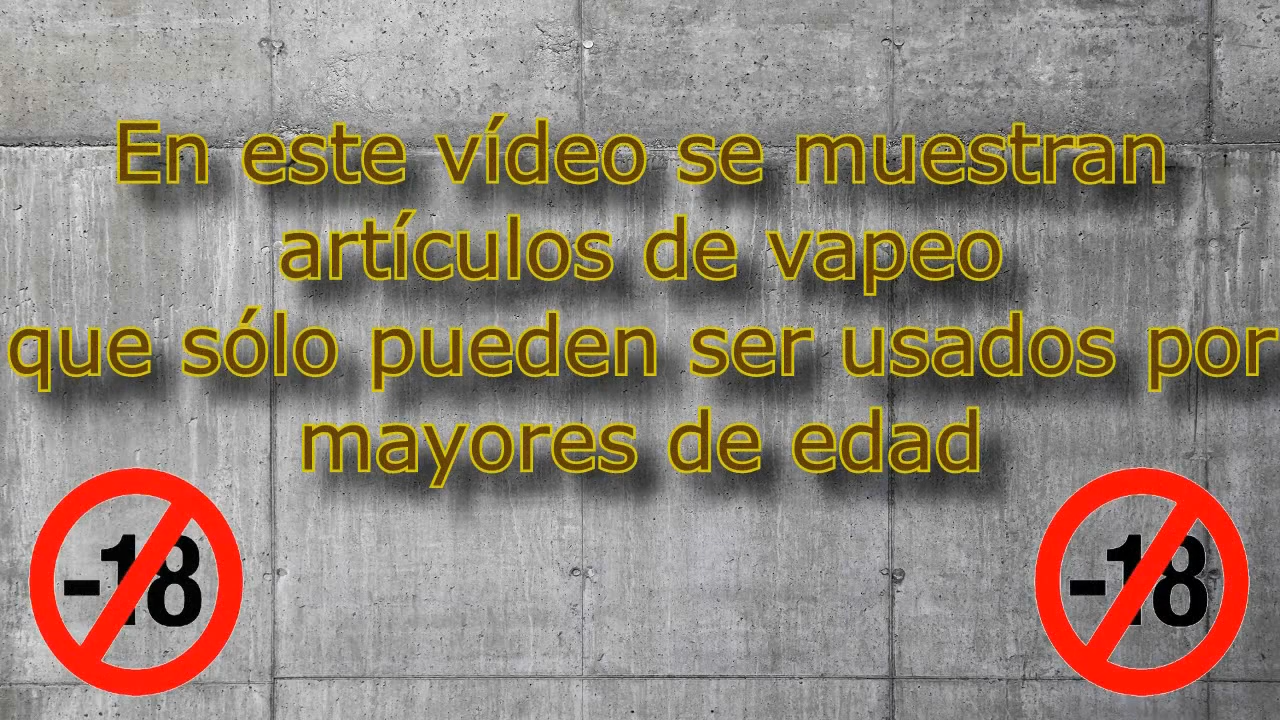 En este vídeo se muestran
artículos de vapeo
que sólo pueden ser usados por
mayores de edad
-18
-18